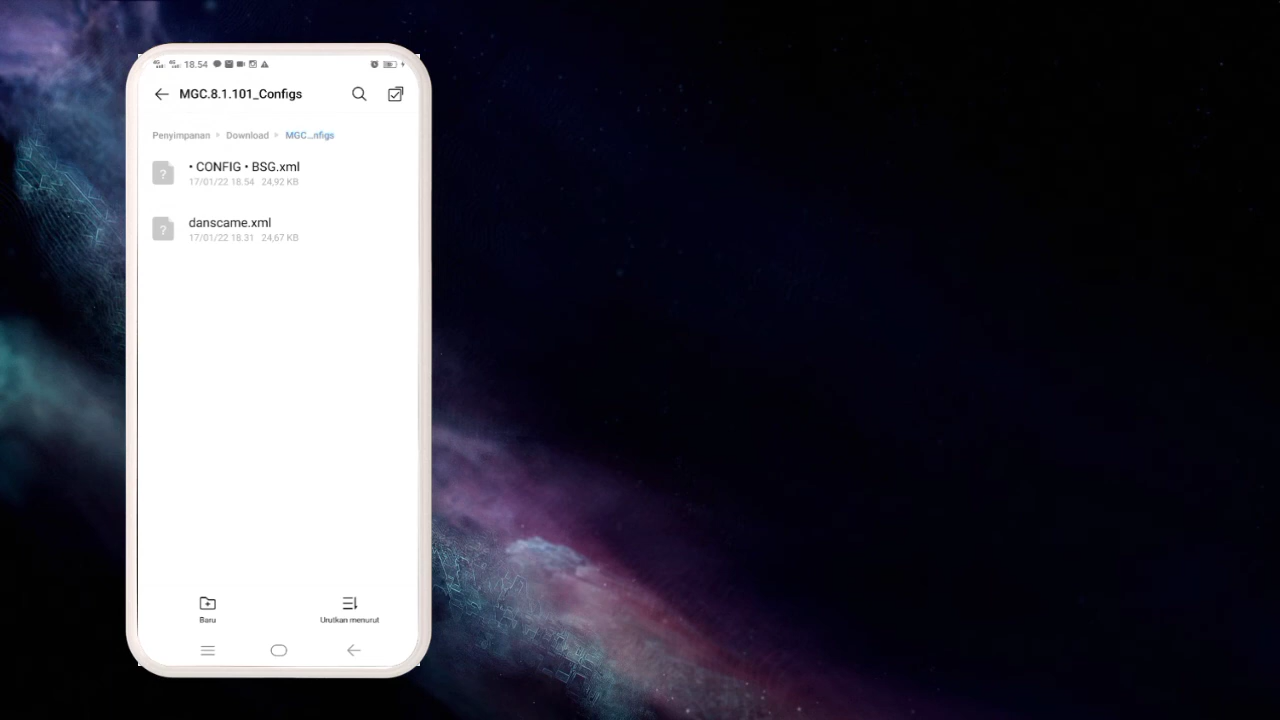 18.54
MGC.8.1.101_Configs
Penyimpanan > Download > MGC...nfigs
• CONFIG • BSG.xml
17/01/22 18.54 24,92 KB
danscame.xml
17/01/22 18.31 24,67 KB
Baru
Urutkan menurut